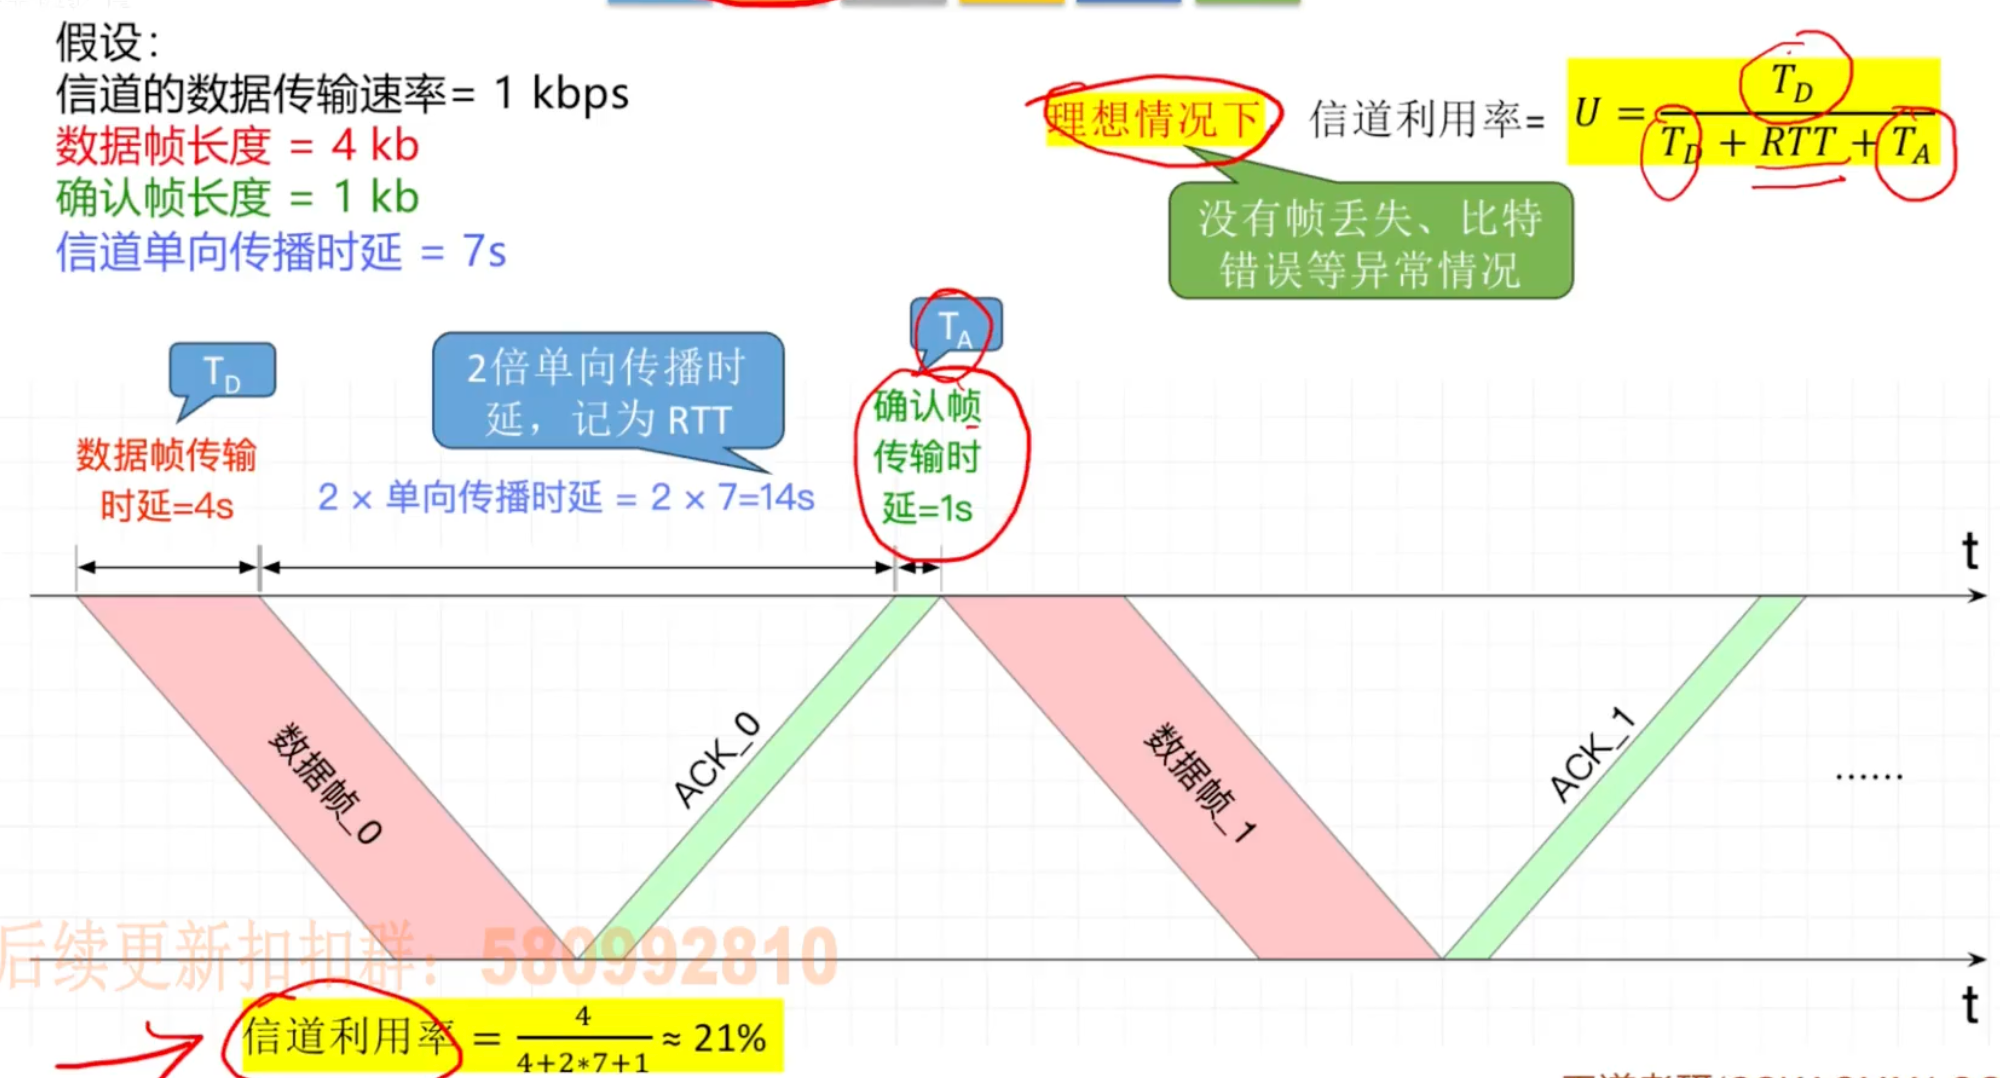 假设：
信道的数据传输速率= 1 kbps
数据帧长度 = 4 kb
确认帧长度 = 1 kb
信道单向传播时延 = 7s
理想情况下
信道利用率=
U = T_D / (T_D + RTT + T_A)
没有帧丢失、比特
错误等异常情况
T_D
2倍单向传播时
延，记为 RTT
T_A
数据帧传输
时延=4s
2 × 单向传播时延 = 2 × 7=14s
确认帧
传输时
延=1s
t
数据帧_0
ACK_0
数据帧_1
ACK_1
......
后续更新扣扣群：580992810
t
信道利用率 = 4 / (4+2*7+1) ≈ 21%